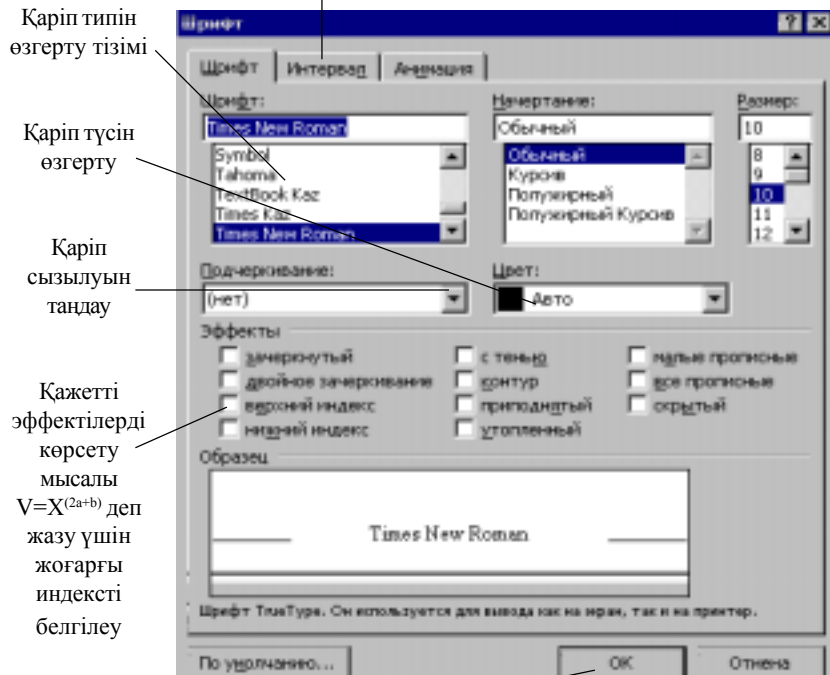 Қаріп типін
өзгерту тізімі
Қаріп түсін
өзгерту
Қаріп
сызылуын
таңдау
Қажетті
эффектілерді
көрсету
мысалы
V=X^(2a+b) деп
жазу үшін
жоғарғы
индексті
белгілеу
Шрифт
Шрифт Интервал Анимация
Шрифт: Начертание: Размер:
Times New Roman Обычный 10
Symbol Обычный 8
Tahoma Курсив 9
TextBook Kaz Полужирный 10
Times Kaz Полужирный Курсив 11
Times New Roman 12
Подчеркивание: Цвет:
(нет) Авто
Эффекты
зачеркнутый с тенью малые прописные
двойное зачеркивание контур все прописные
верхний индекс приподнятый скрытый
нижний индекс утопленный
Образец
Times New Roman
Шрифт TrueType. Он используется для вывода как на экран, так и на принтер.
По умолчанию... ОК Отмена